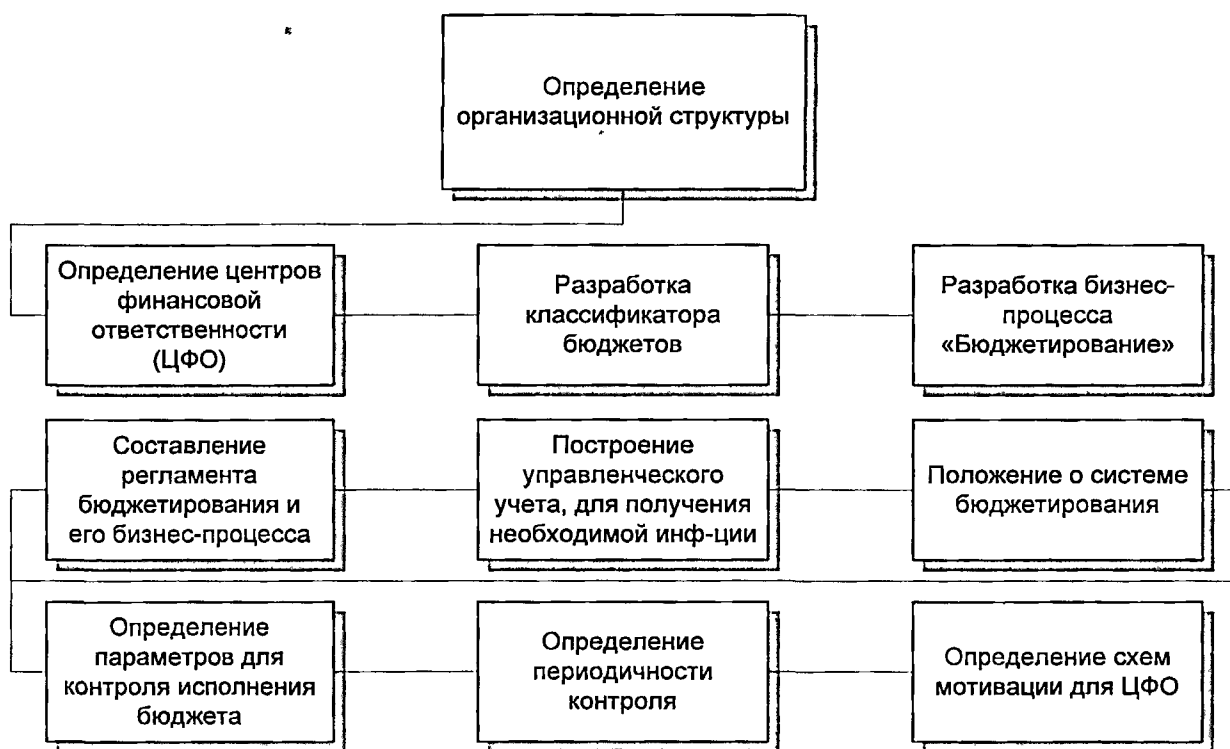 Определение
организационной структуры
Определение центров
финансовой
ответственности
(ЦФО)
Разработка
классификатора
бюджетов
Разработка бизнес-
процесса
«Бюджетирование»
Составление
регламента
бюджетирования и
его бизнес-процесса
Построение
управленческого
учета, для получения
необходимой инф-ции
Положение о системе
бюджетирования
Определение
параметров для
контроля исполнения
бюджета
Определение
периодичности
контроля
Определение схем
мотивации для ЦФО